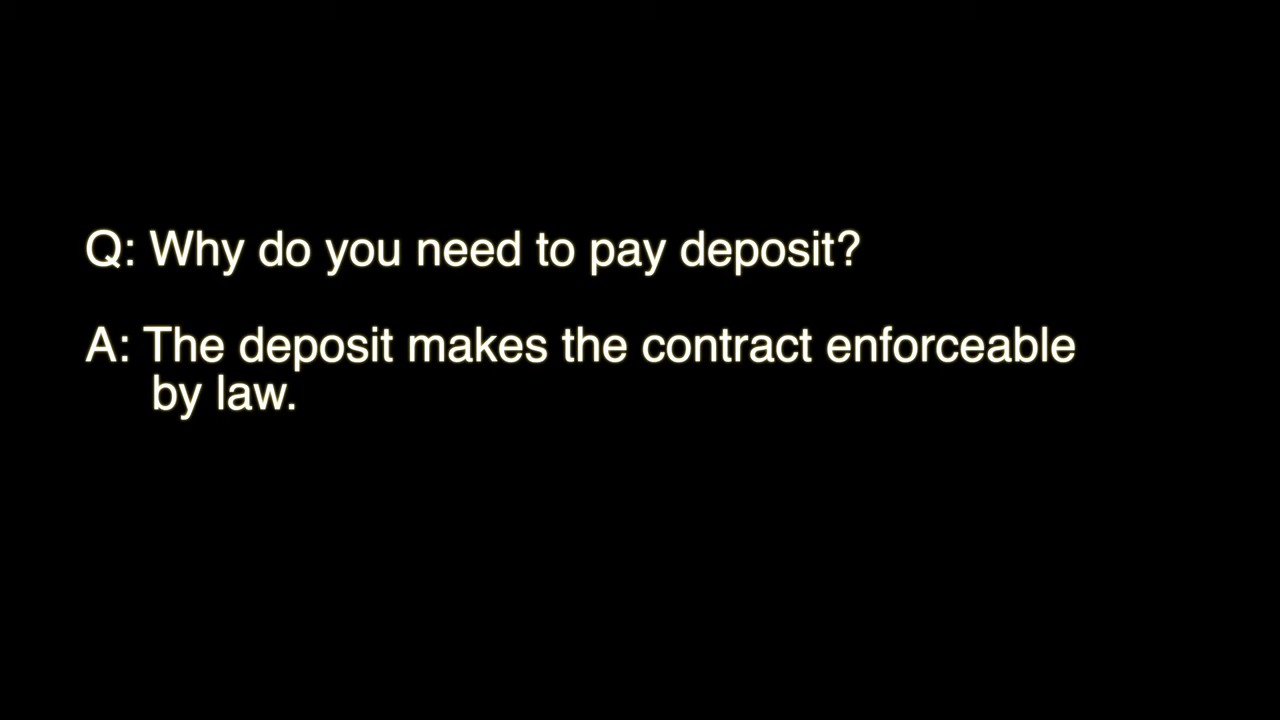 Q: Why do you need to pay deposit?
A: The deposit makes the contract enforceable
by law.